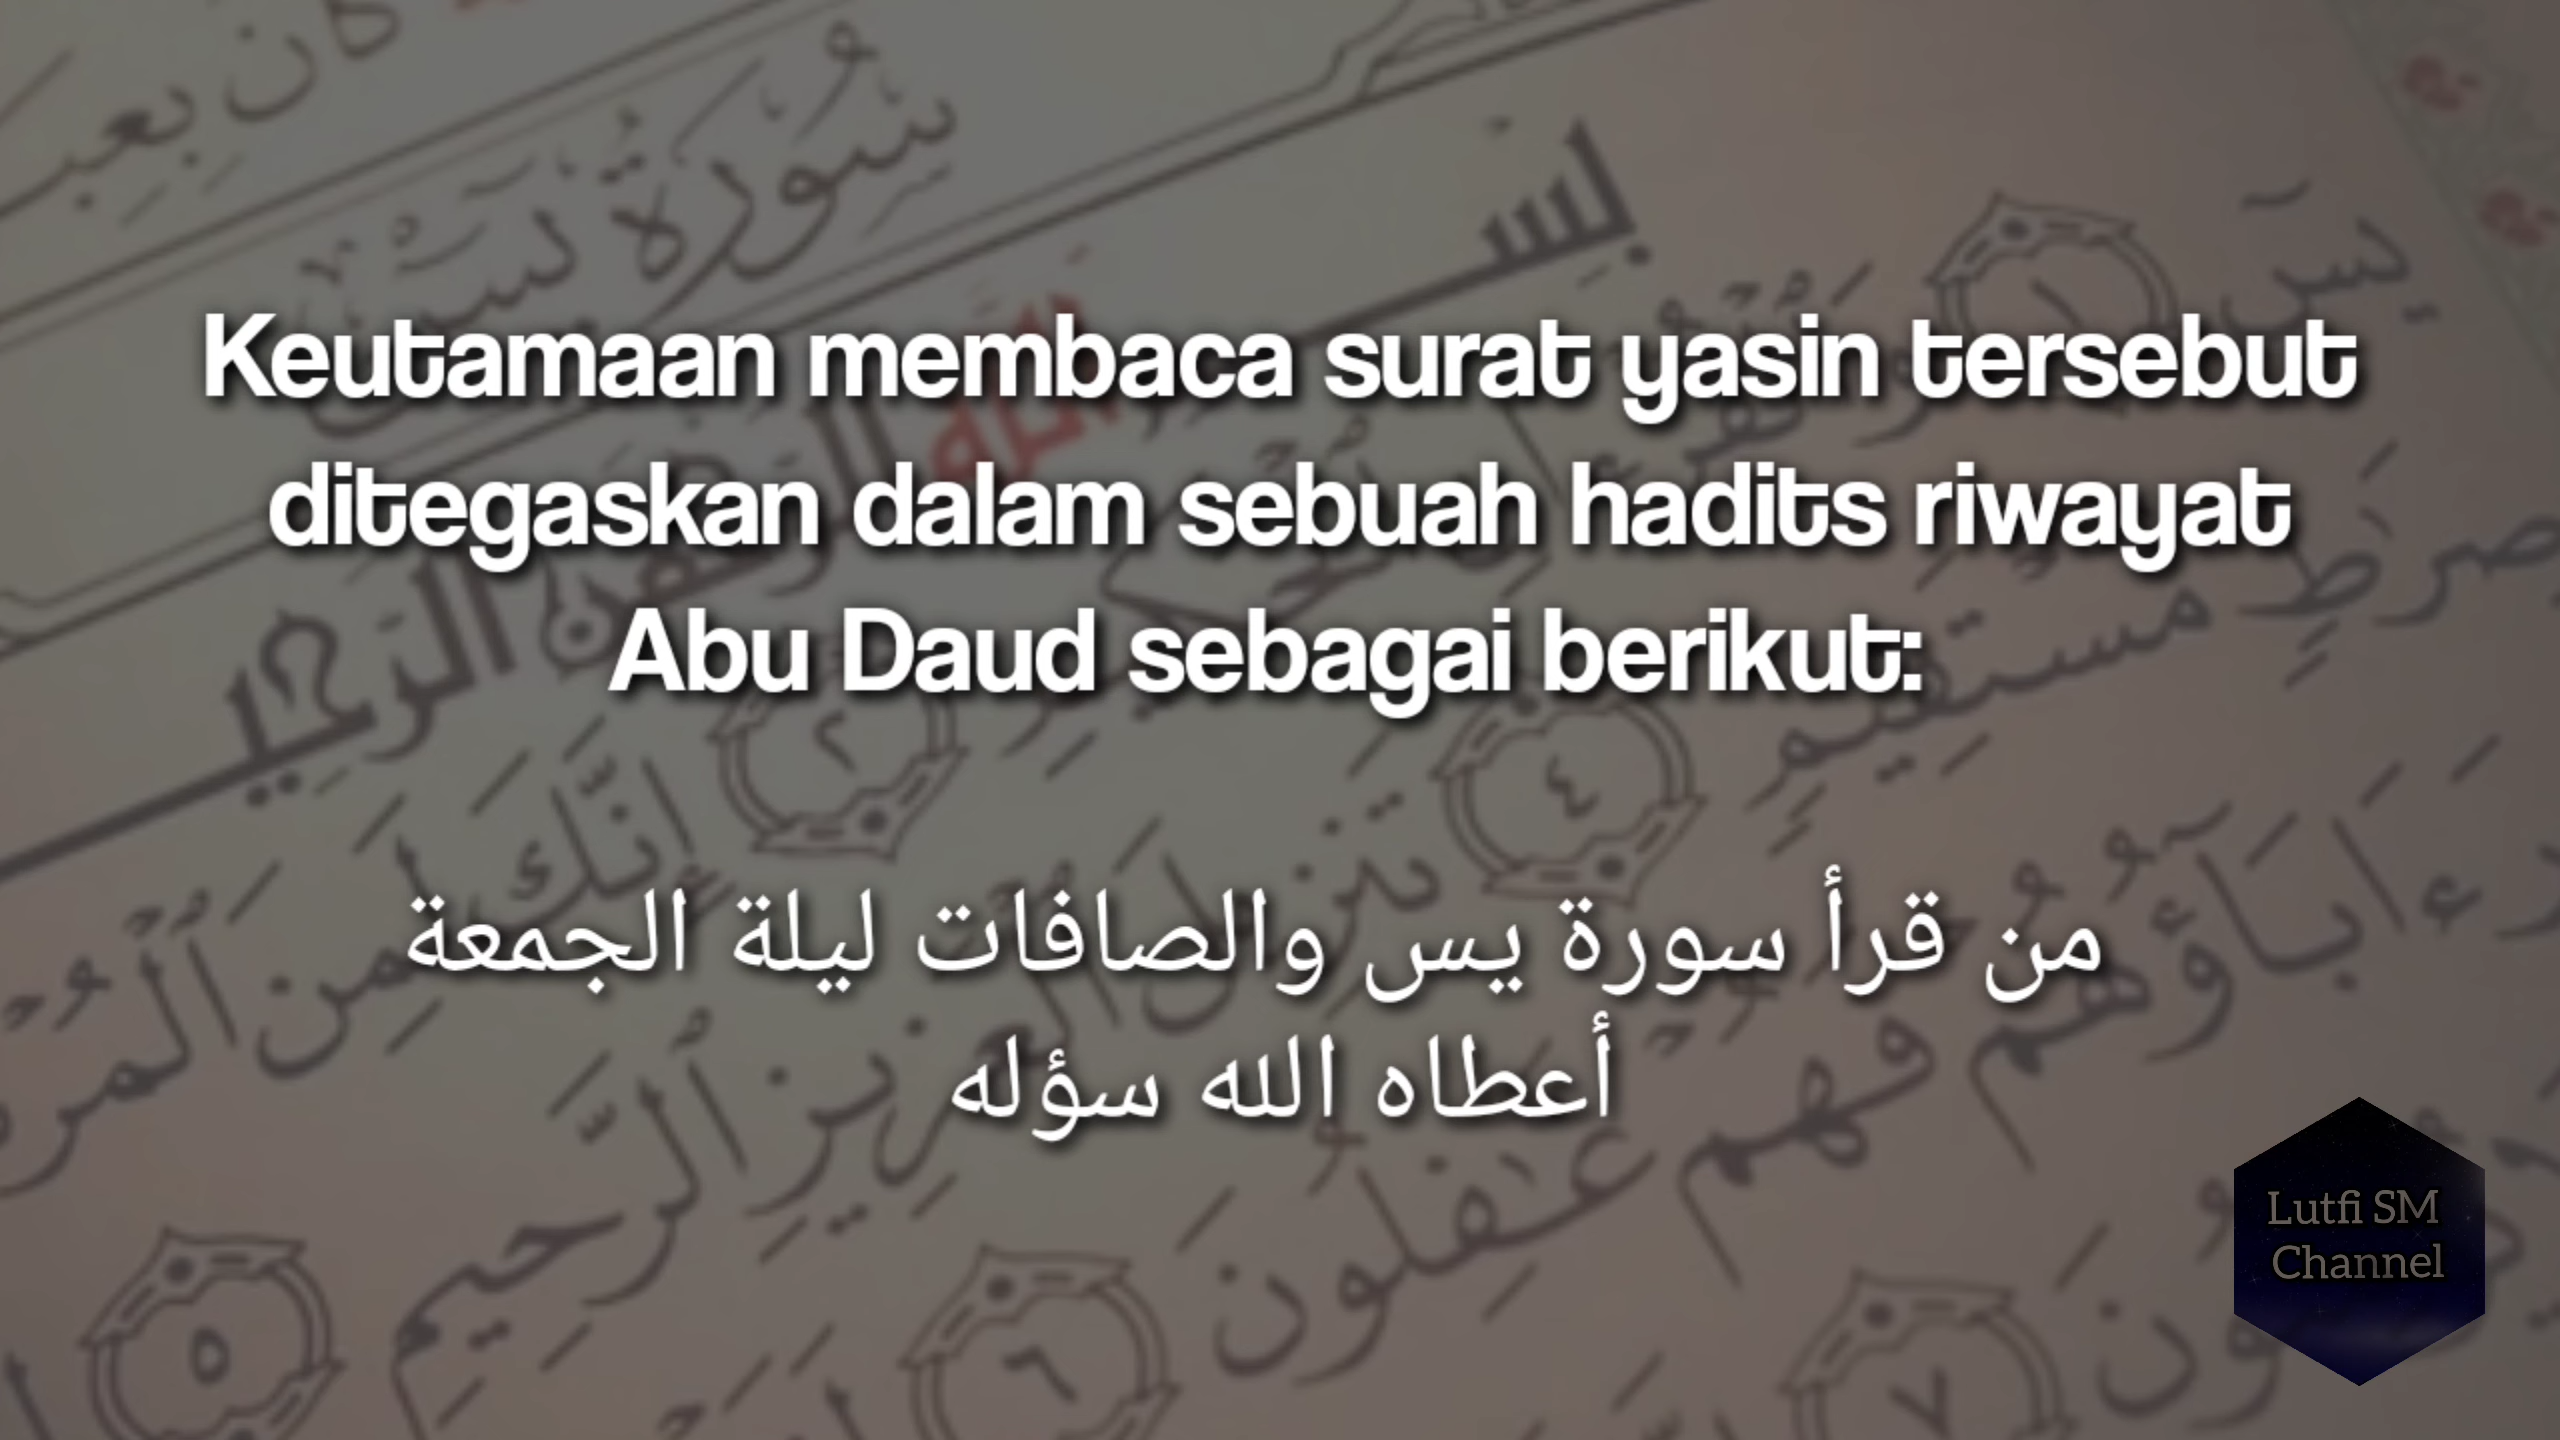 Keutamaan membaca surat yasin tersebut
ditegaskan dalam sebuah hadits riwayat
Abu Daud sebagai berikut:
من قرأ سورة يس والصافات ليلة الجمعة
أعطاه الله سؤله
Lutfi SM
Channel